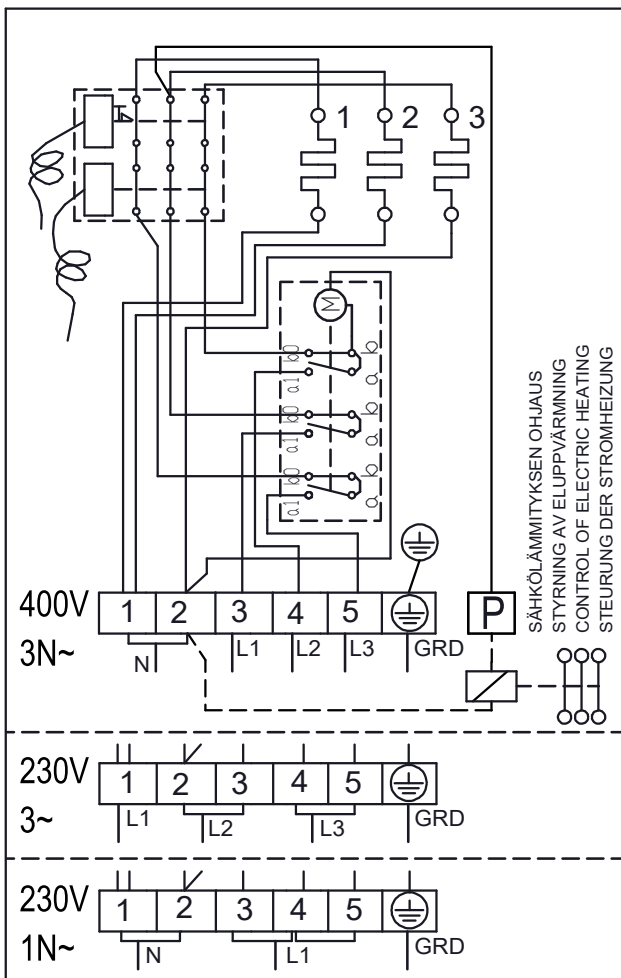 1 2 3
M
a1 b0 a b
a1 b0 a b
a1 b0 a b
SÄHKÖLÄMMITYKSEN OHJAUS
STYRNING AV ELUPPVÄRMNING
CONTROL OF ELECTRIC HEATING
STEURUNG DER STROMHEIZUNG
400V
3N~
1 2 3 4 5
N L1 L2 L3 GRD
P
230V
3~
1 2 3 4 5
L1 L2 L3 GRD
230V
1N~
1 2 3 4 5
N L1 GRD